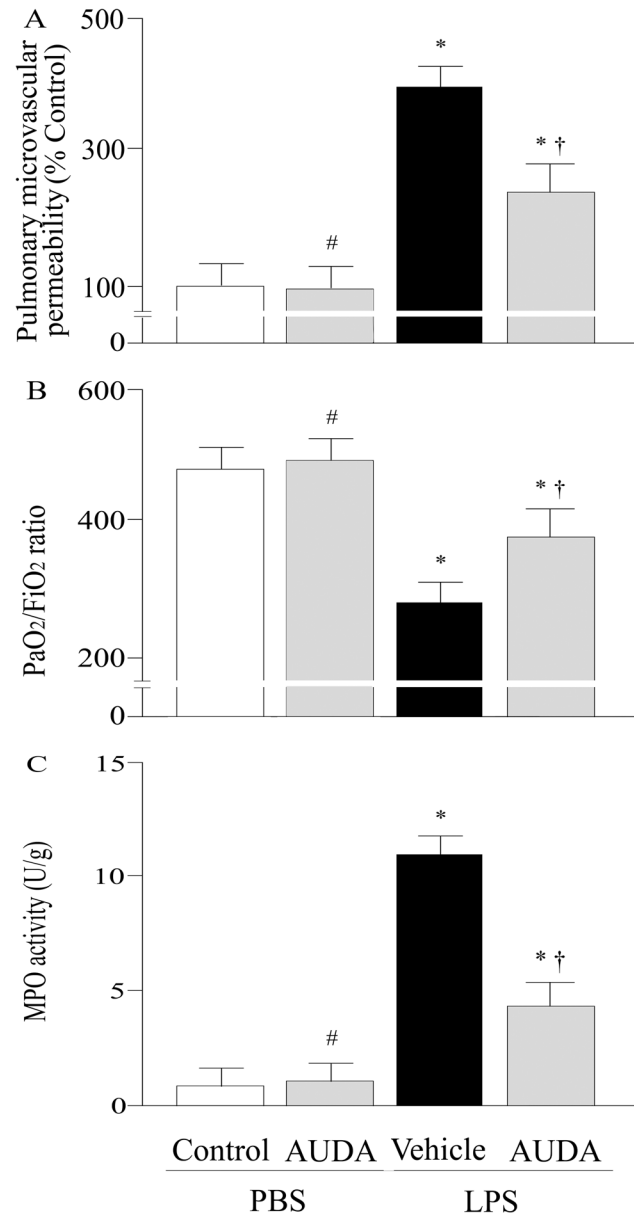 A
500
300
100
0
Pulmonary microvascular
permeability (% Control)
#
*
* †
B
600
400
200
0
PaO₂/FiO₂ ratio
#
*
* †
C
15
10
5
0
MPO activity (U/g)
#
*
* †
Control AUDA Vehicle AUDA
PBS LPS